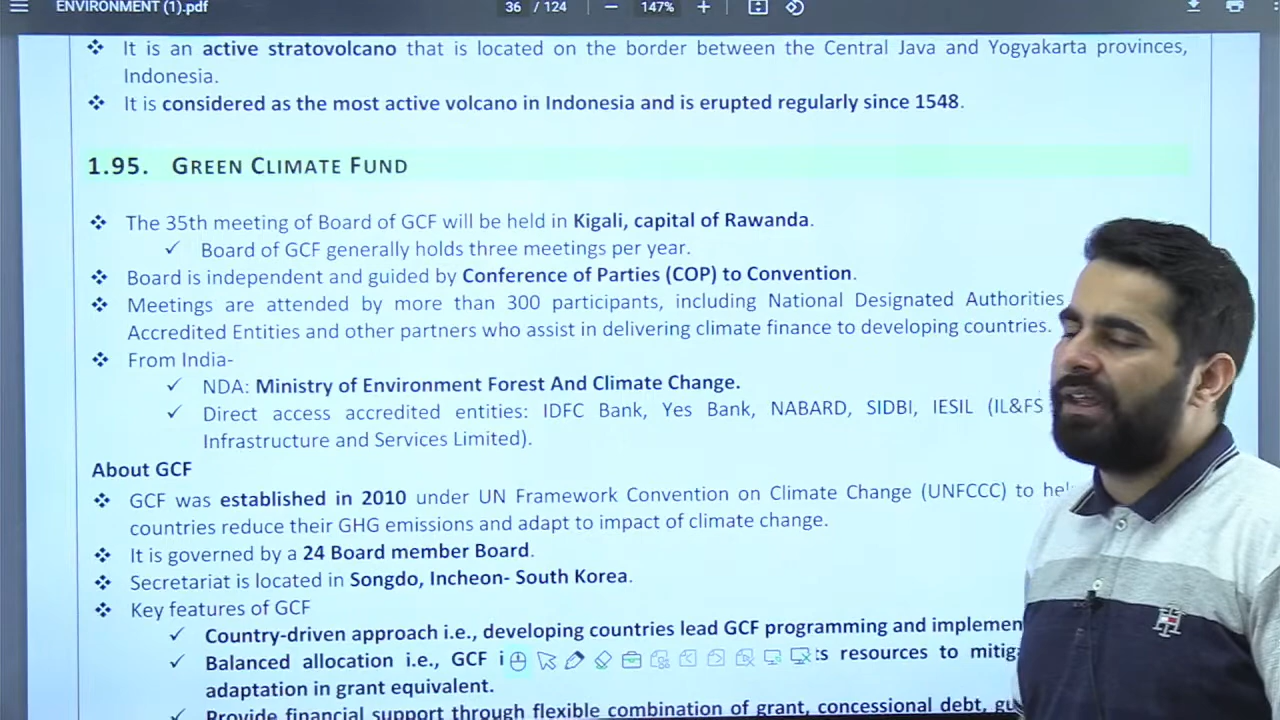 ENVIRONMENT (1).pdf 36 / 124 147%
It is an active stratovolcano that is located on the border between the Central Java and Yogyakarta provinces,
Indonesia.
It is considered as the most active volcano in Indonesia and is erupted regularly since 1548.
1.95. GREEN CLIMATE FUND
The 35th meeting of Board of GCF will be held in Kigali, capital of Rawanda.
Board of GCF generally holds three meetings per year.
Board is independent and guided by Conference of Parties (COP) to Convention.
Meetings are attended by more than 300 participants, including National Designated Authorities
Accredited Entities and other partners who assist in delivering climate finance to developing countries.
From India-
NDA: Ministry of Environment Forest And Climate Change.
Direct access accredited entities: IDFC Bank, Yes Bank, NABARD, SIDBI, IESIL (IL&FS
Infrastructure and Services Limited).
About GCF
GCF was established in 2010 under UN Framework Convention on Climate Change (UNFCCC) to
countries reduce their GHG emissions and adapt to impact of climate change.
It is governed by a 24 Board member Board.
Secretariat is located in Songdo, Incheon- South Korea.
Key features of GCF
Country-driven approach i.e., developing countries lead GCF programming and
Balanced allocation i.e., GCF resources to
adaptation in grant equivalent.
Provide financial support through flexible combination of grant, concessional debt,